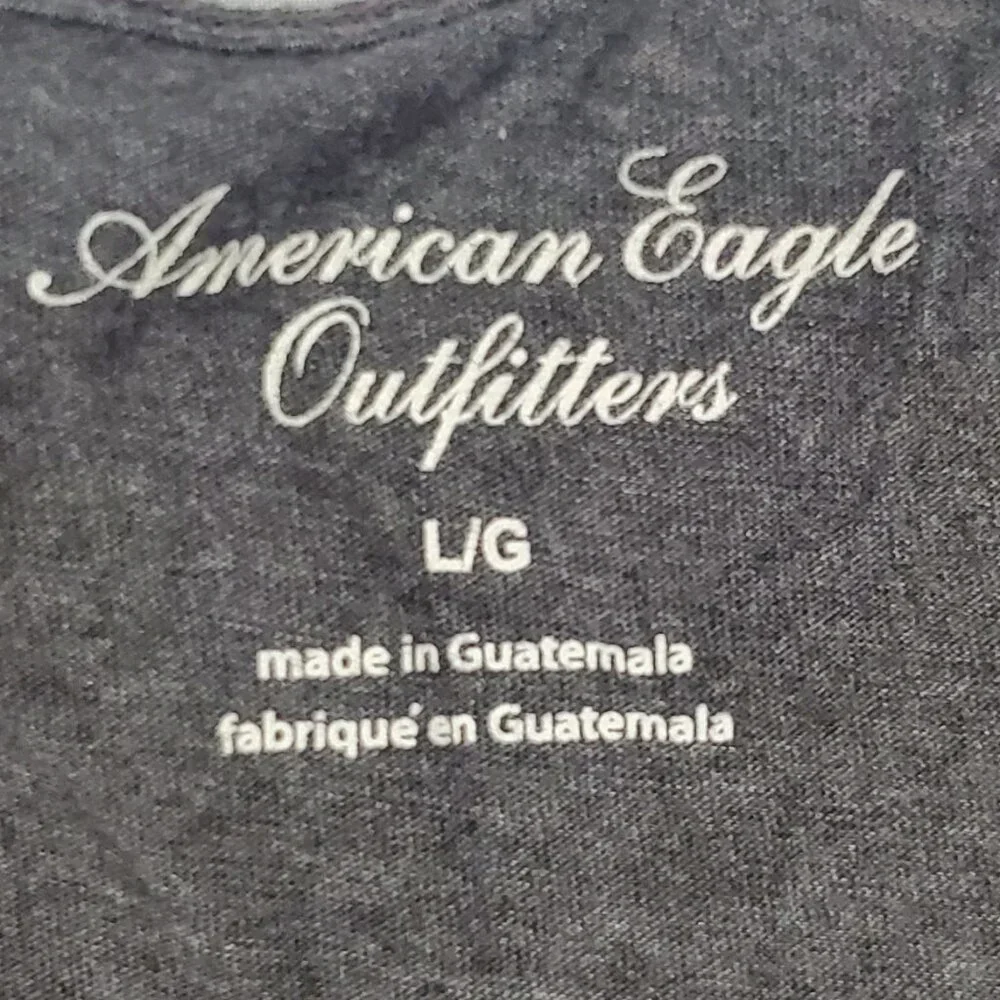 American Eagle
Outfitters
L/G
made in Guatemala
fabriqué en Guatemala